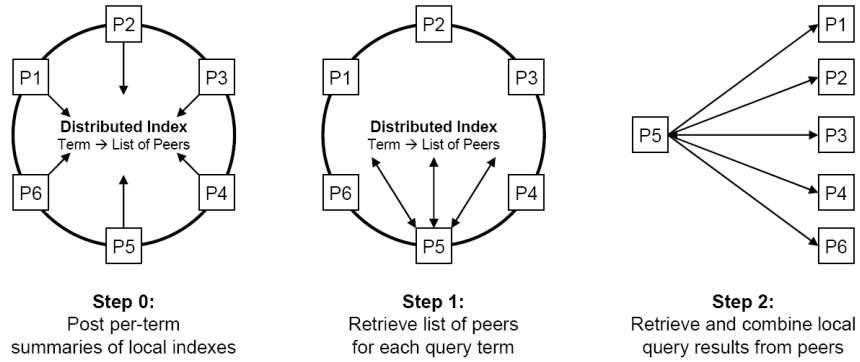 P2
P1
P3
Distributed Index
Term → List of Peers
P6
P4
P5
Step 0:
Post per-term
summaries of local indexes
P2
P1
P3
Distributed Index
Term → List of Peers
P6
P4
P5
Step 1:
Retrieve list of peers
for each query term
P1
P2
P5
P3
P4
P6
Step 2:
Retrieve and combine local
query results from peers